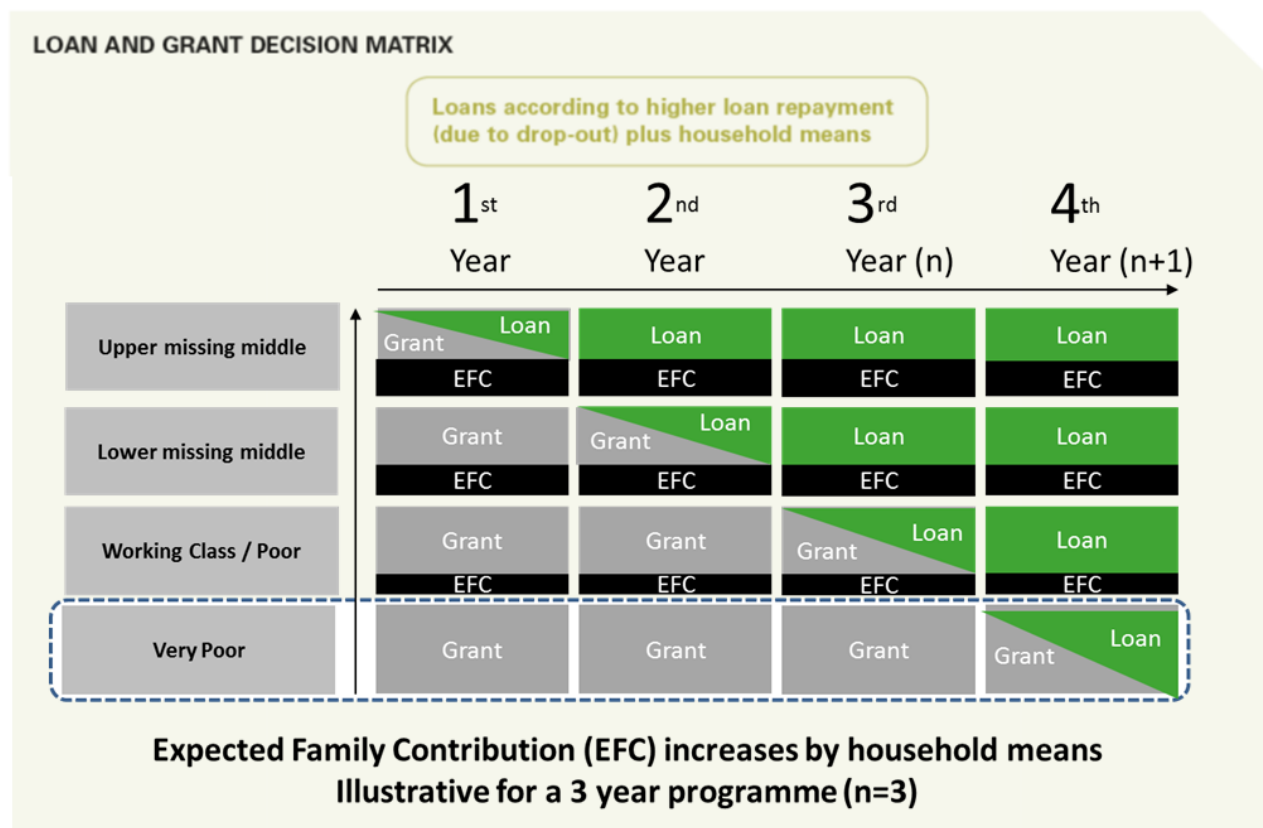 LOAN AND GRANT DECISION MATRIX
Loans according to higher loan repayment
(due to drop-out) plus household means
1st 2nd 3rd 4th
Year Year Year (n) Year (n+1)
Upper missing middle
Grant Loan Loan Loan Loan
EFC EFC EFC EFC
Lower missing middle
Grant Grant Loan Loan Loan
EFC EFC EFC EFC
Working Class / Poor
Grant Grant Grant Loan Loan
EFC EFC EFC EFC
Very Poor
Grant Grant Grant Grant Loan
Expected Family Contribution (EFC) increases by household means
Illustrative for a 3 year programme (n=3)